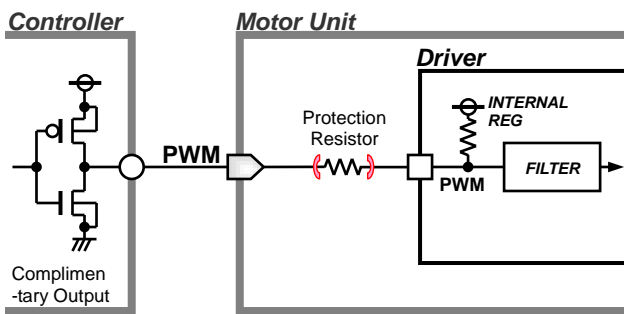 Controller
Motor Unit
Driver
INTERNAL
REG
Protection
Resistor
PWM
PWM
FILTER
Complimen
-tary Output